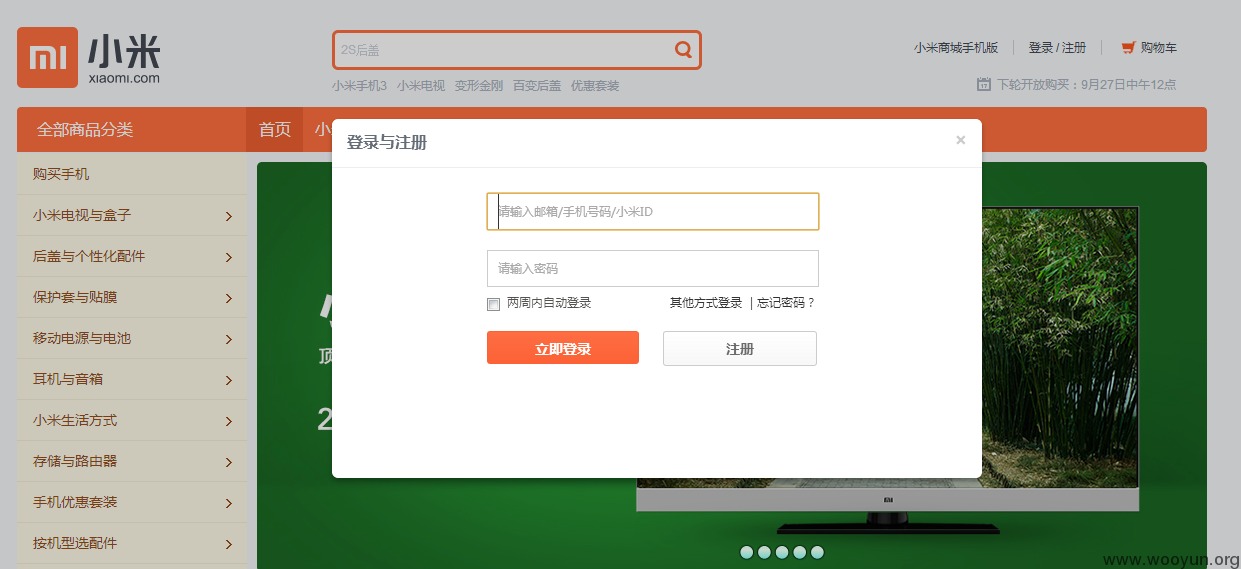 小米
xiaomi.com
2S后盖
小米手机3 小米电视 变形金刚 百变后盖 优惠套装
小米商城手机版 登录 / 注册 购物车
下轮开放购买：9月27日中午12点
全部商品分类 首页 小
购买手机
小米电视与盒子
后盖与个性化配件
保护套与贴膜
移动电源与电池
耳机与音箱
小米生活方式
存储与路由器
手机优惠套装
按机型选配件
登录与注册 ×
请输入邮箱/手机号码/小米ID
请输入密码
两周内自动登录 其他方式登录 | 忘记密码？
立即登录 注册
顶
2
www.wooyun.org